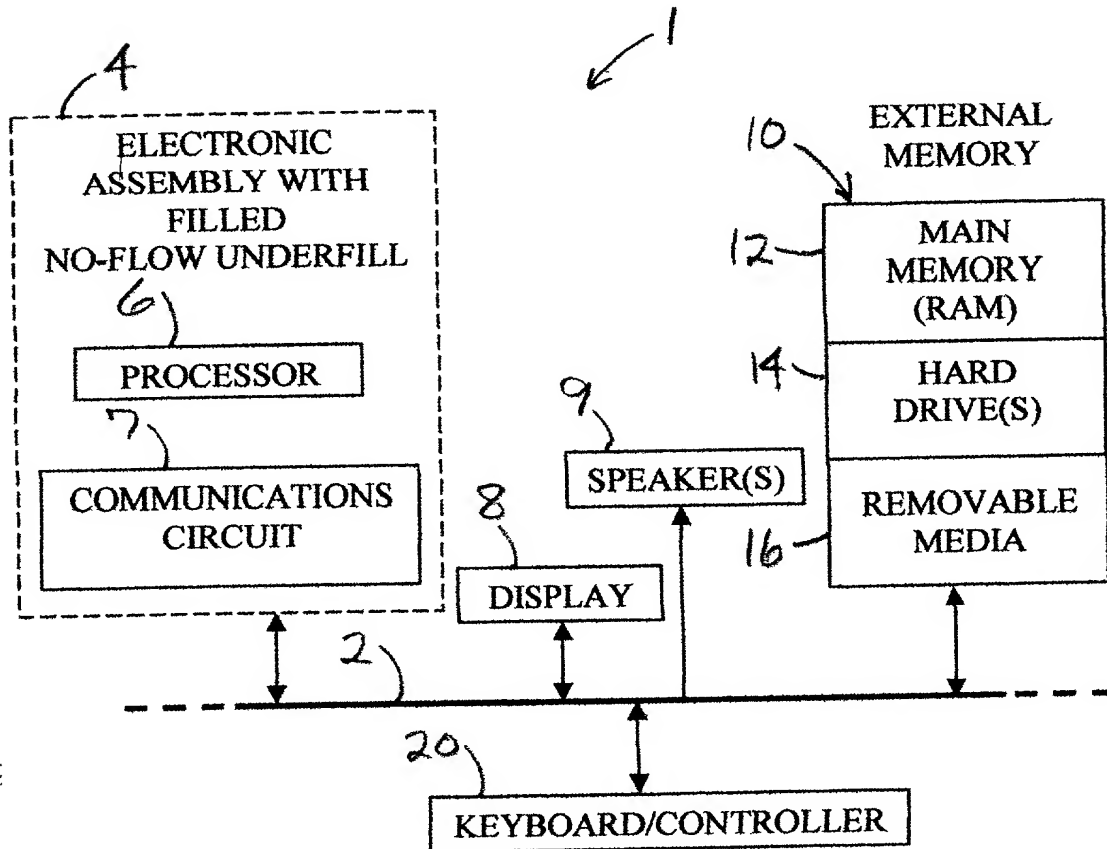 1
4
ELECTRONIC
ASSEMBLY WITH
FILLED
NO-FLOW UNDERFILL
6
PROCESSOR
7
COMMUNICATIONS
CIRCUIT
EXTERNAL
MEMORY
10
12
MAIN
MEMORY
(RAM)
14
HARD
DRIVE(S)
16
REMOVABLE
MEDIA
9
SPEAKER(S)
8
DISPLAY
2
20
KEYBOARD/CONTROLLER